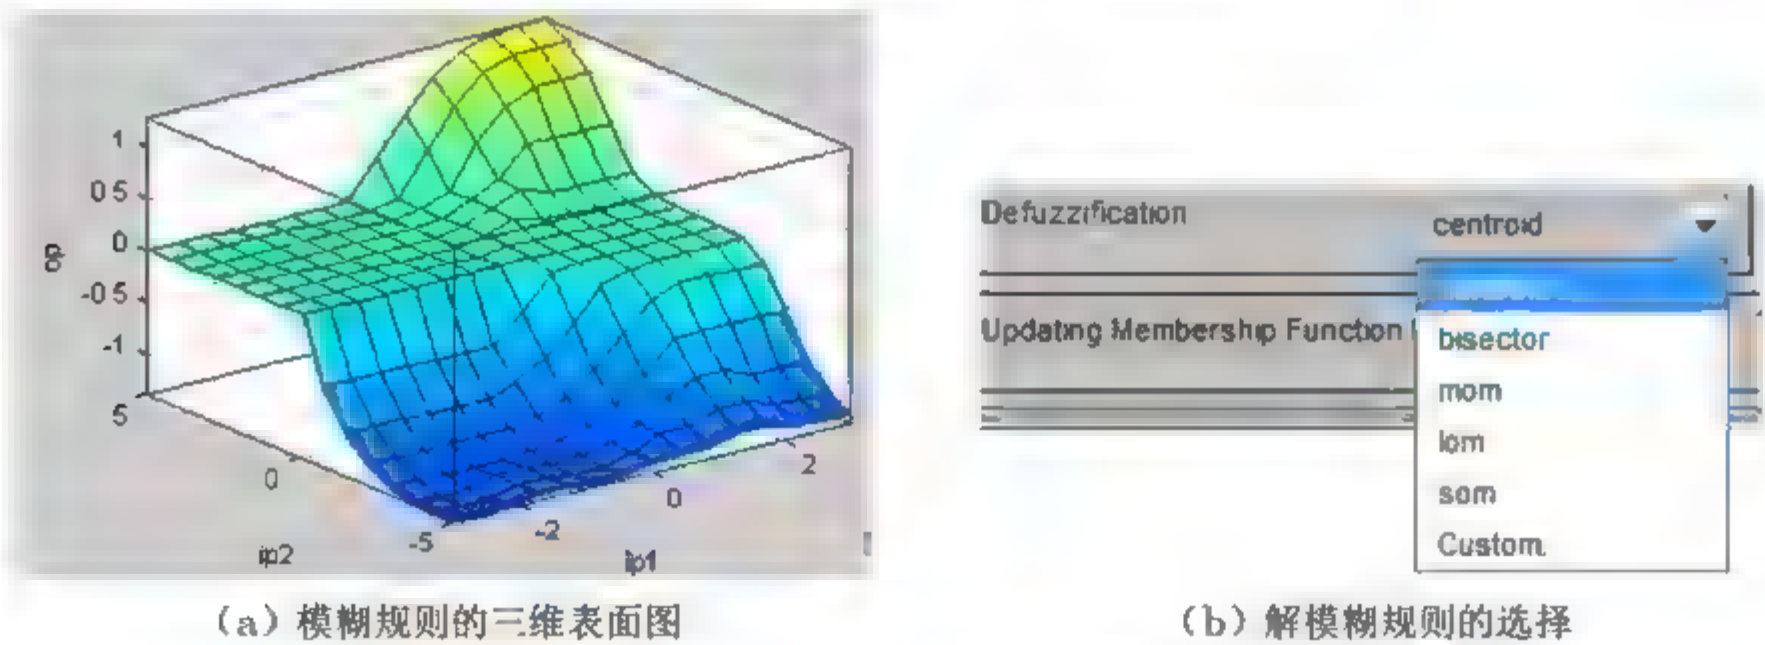 1
0 5
0
-0 5
-1
op
5
0
-5
ip2
-2
0
2
ip1
(a) 模糊规则的三维表面图
Defuzzification
centroid
Updating Membership Function
bisector
mom
lom
som
Custom
(b) 解模糊规则的选择